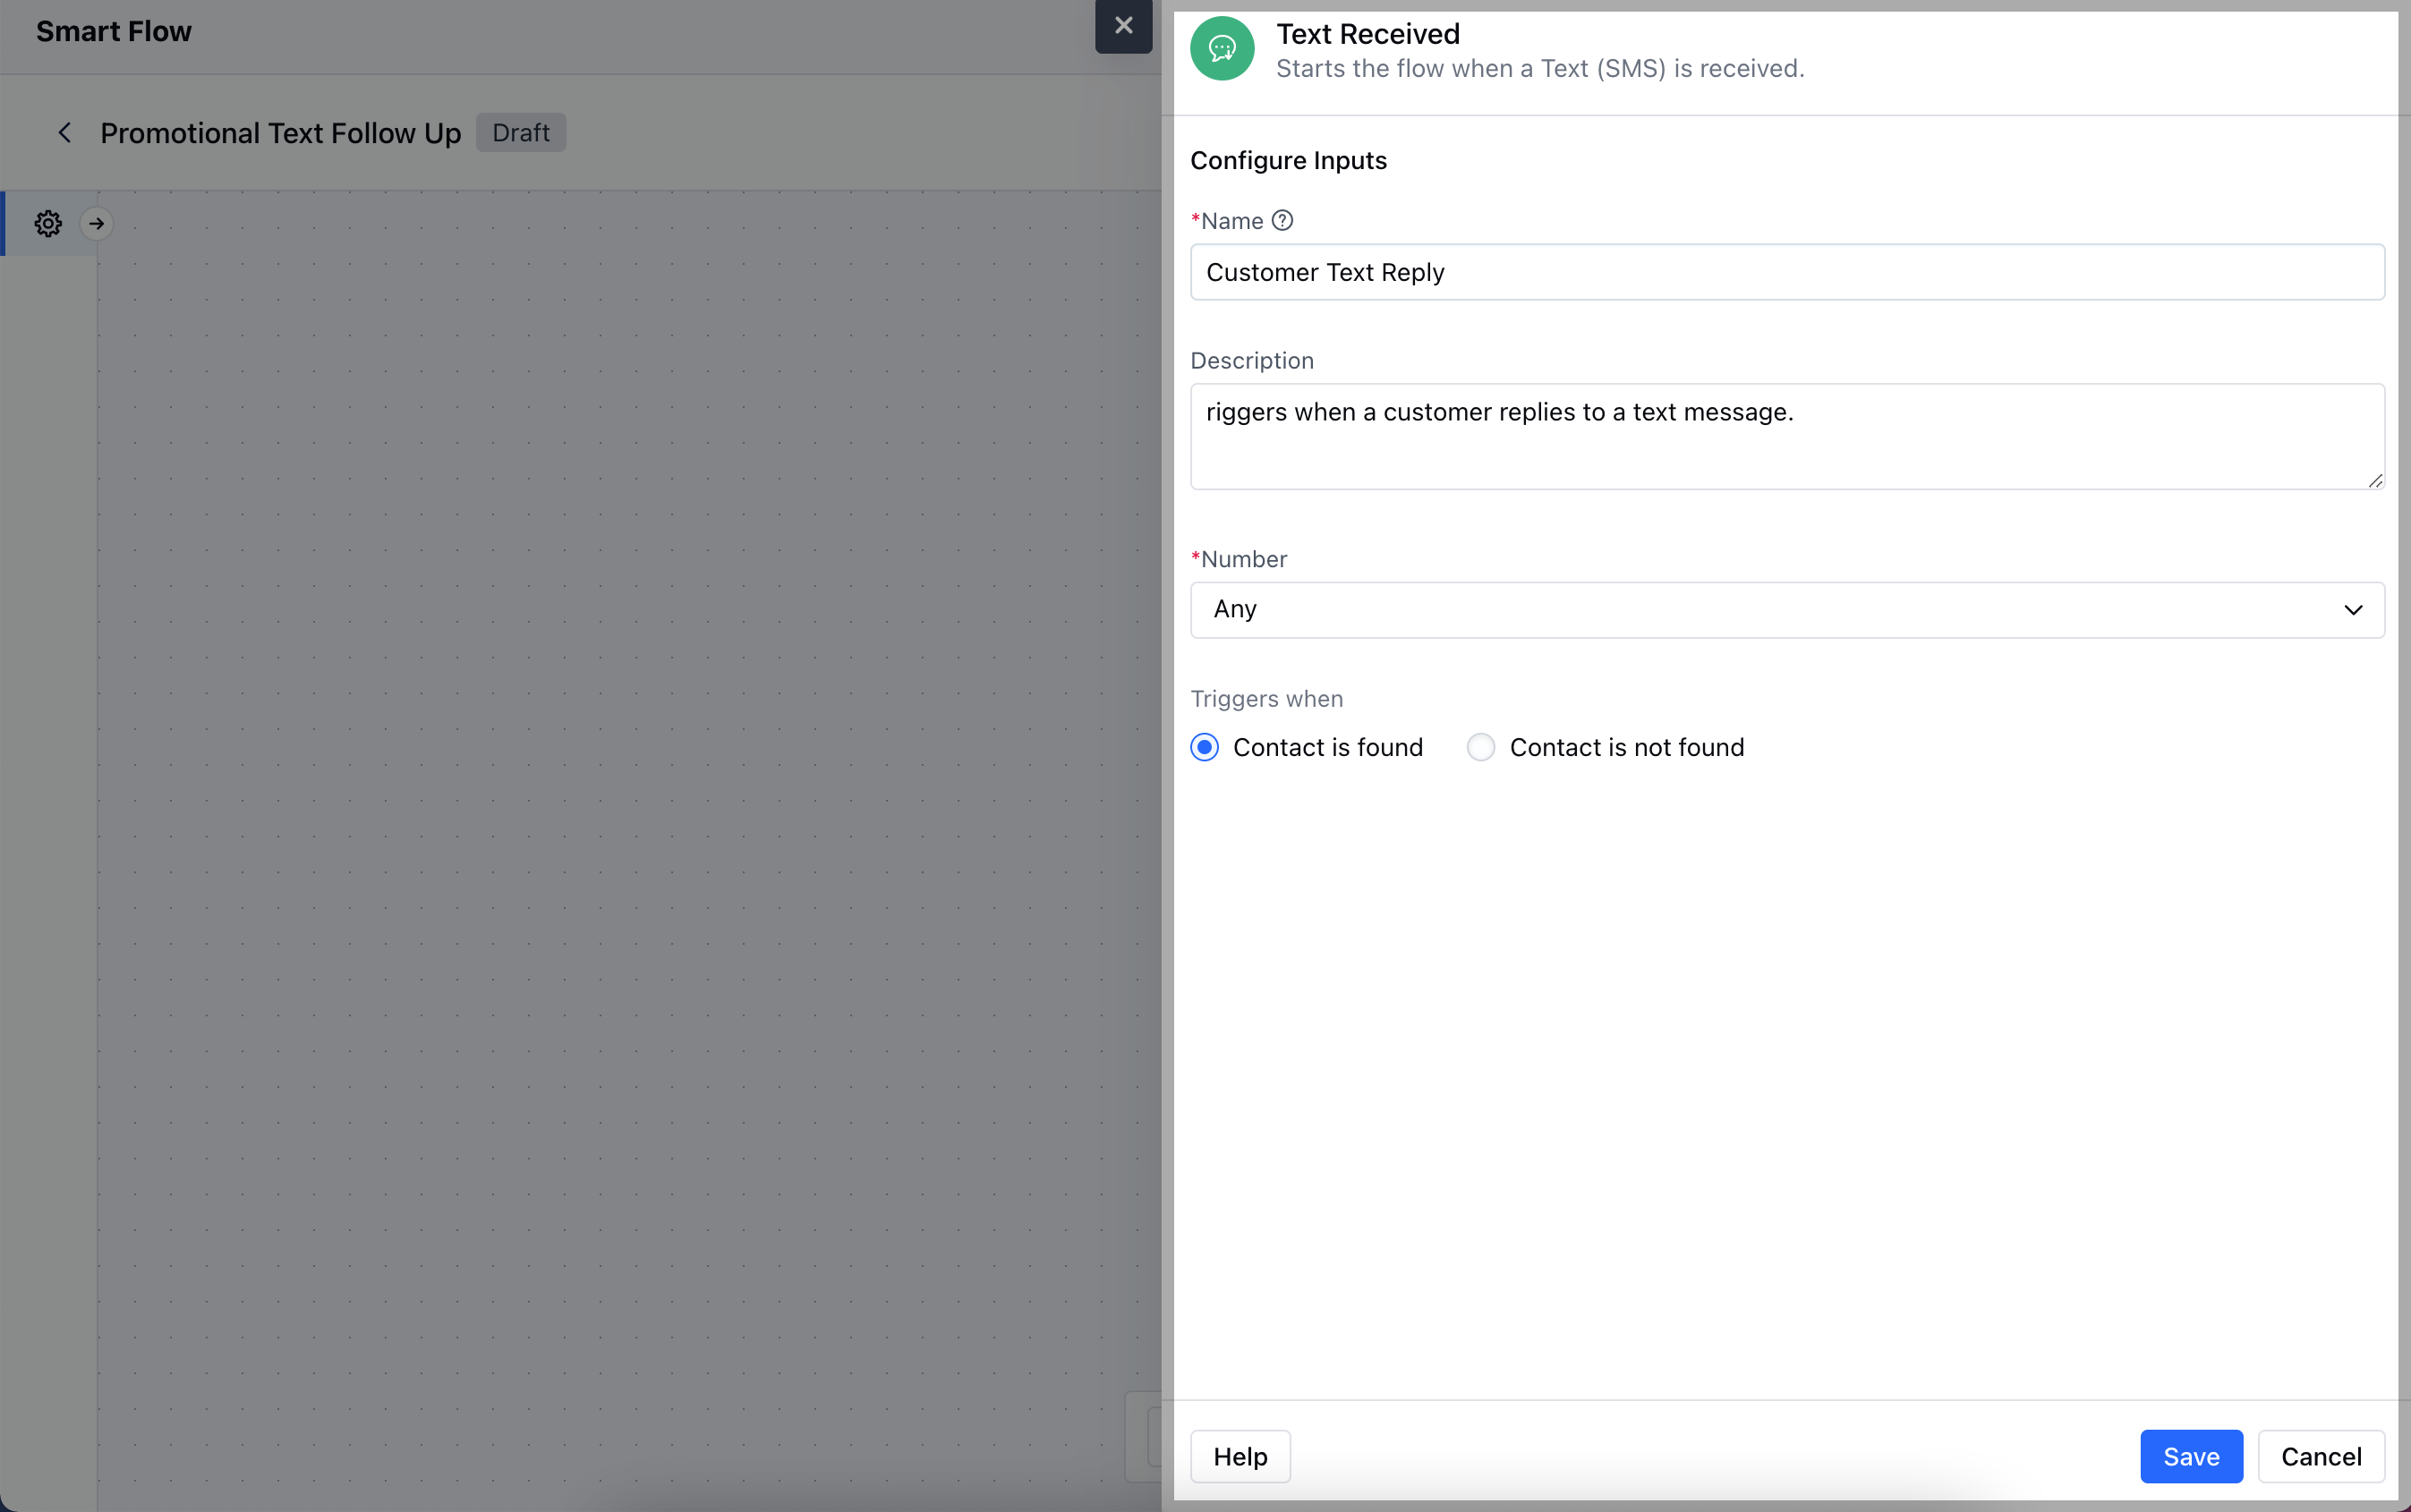 Smart Flow
Promotional Text Follow Up
Draft
Text Received
Starts the flow when a Text (SMS) is received.
Configure Inputs
*Name
Customer Text Reply
Description
riggers when a customer replies to a text message.
*Number
Any
Triggers when
Contact is found
Contact is not found
Help
Save
Cancel